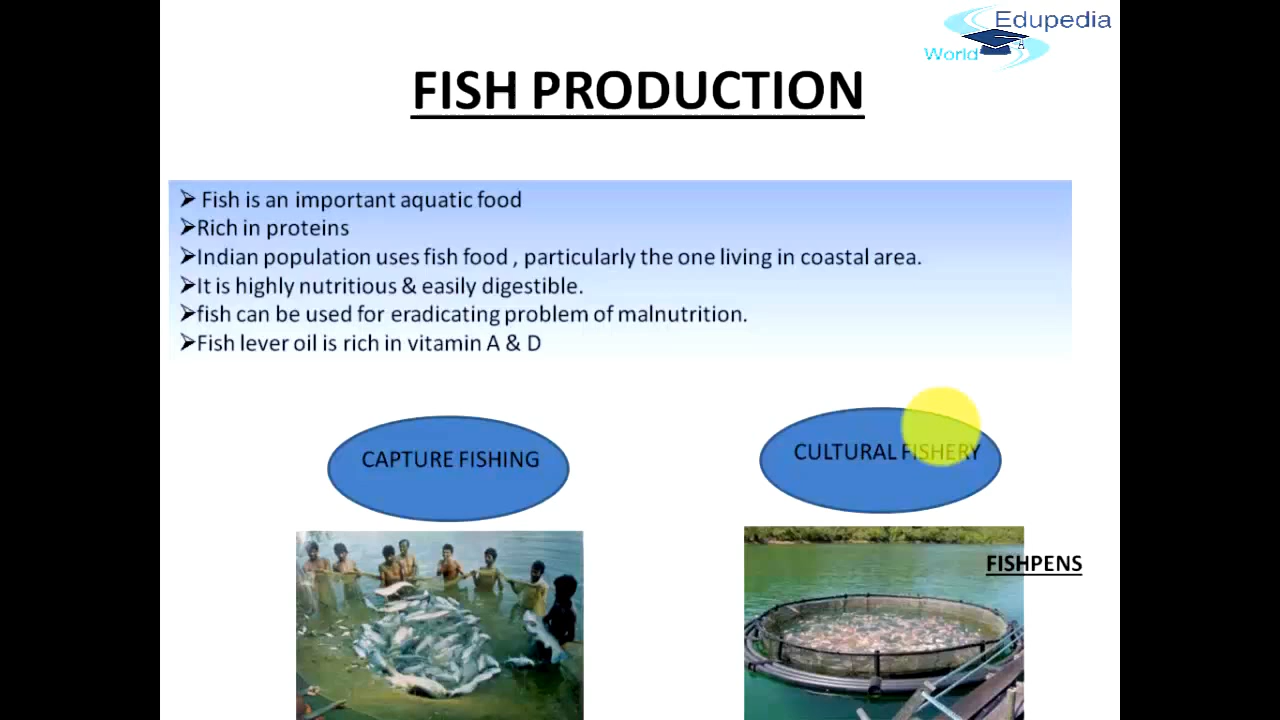 Edupedia
World
FISH PRODUCTION
➢ Fish is an important aquatic food
➢Rich in proteins
➢Indian population uses fish food , particularly the one living in coastal area.
➢It is highly nutritious & easily digestible.
➢fish can be used for eradicating problem of malnutrition.
➢Fish lever oil is rich in vitamin A & D
CAPTURE FISHING
CULTURAL FISHERY
FISHPENS